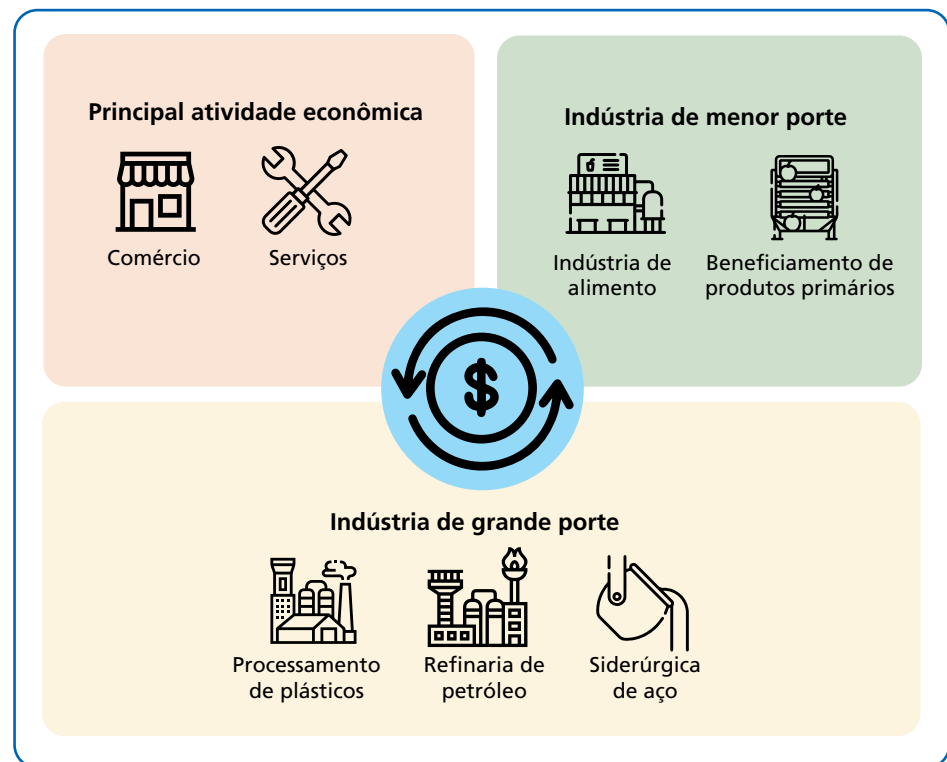 Principal atividade econômica
Comércio
Serviços
Indústria de menor porte
Indústria de
alimento
Beneficiamento de
produtos primários
$
Indústria de grande porte
Processamento
de plásticos
Refinaria de
petróleo
Siderúrgica
de aço